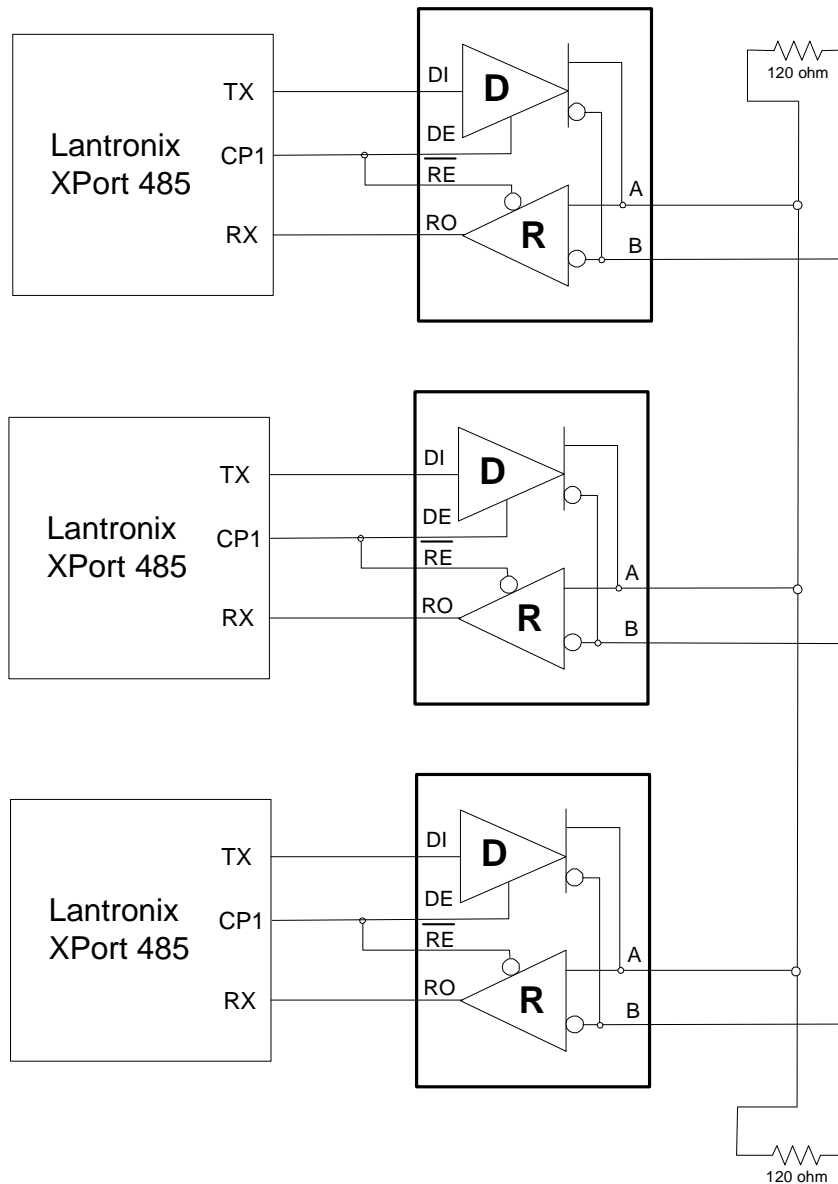 120 ohm
DI
D
TX
DE
Lantronix
XPort 485
CP1
RE
A
RX
RO
R
B
DI
D
TX
DE
Lantronix
XPort 485
CP1
RE
A
RX
RO
R
B
DI
D
TX
DE
Lantronix
XPort 485
CP1
RE
A
RX
RO
R
B
120 ohm